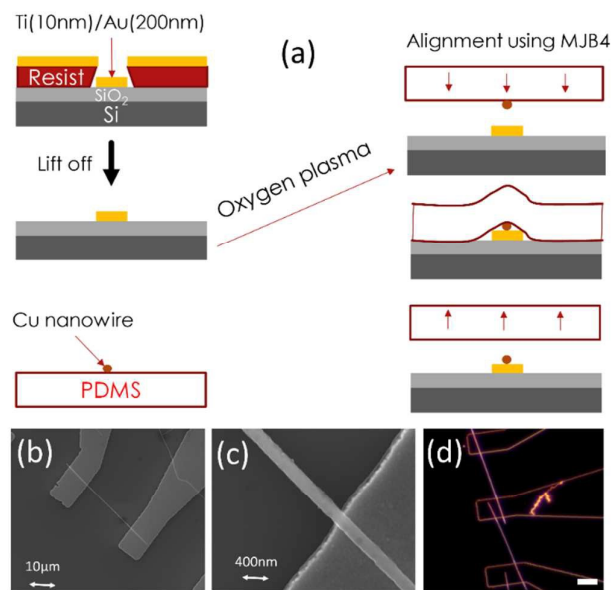 Ti(10nm)/Au(200nm)
(a)
Alignment using MJB4
Resist
SiO₂
Si
Lift off
Oxygen plasma
Cu nanowire
PDMS
(b)
(c)
(d)
10μm
400nm